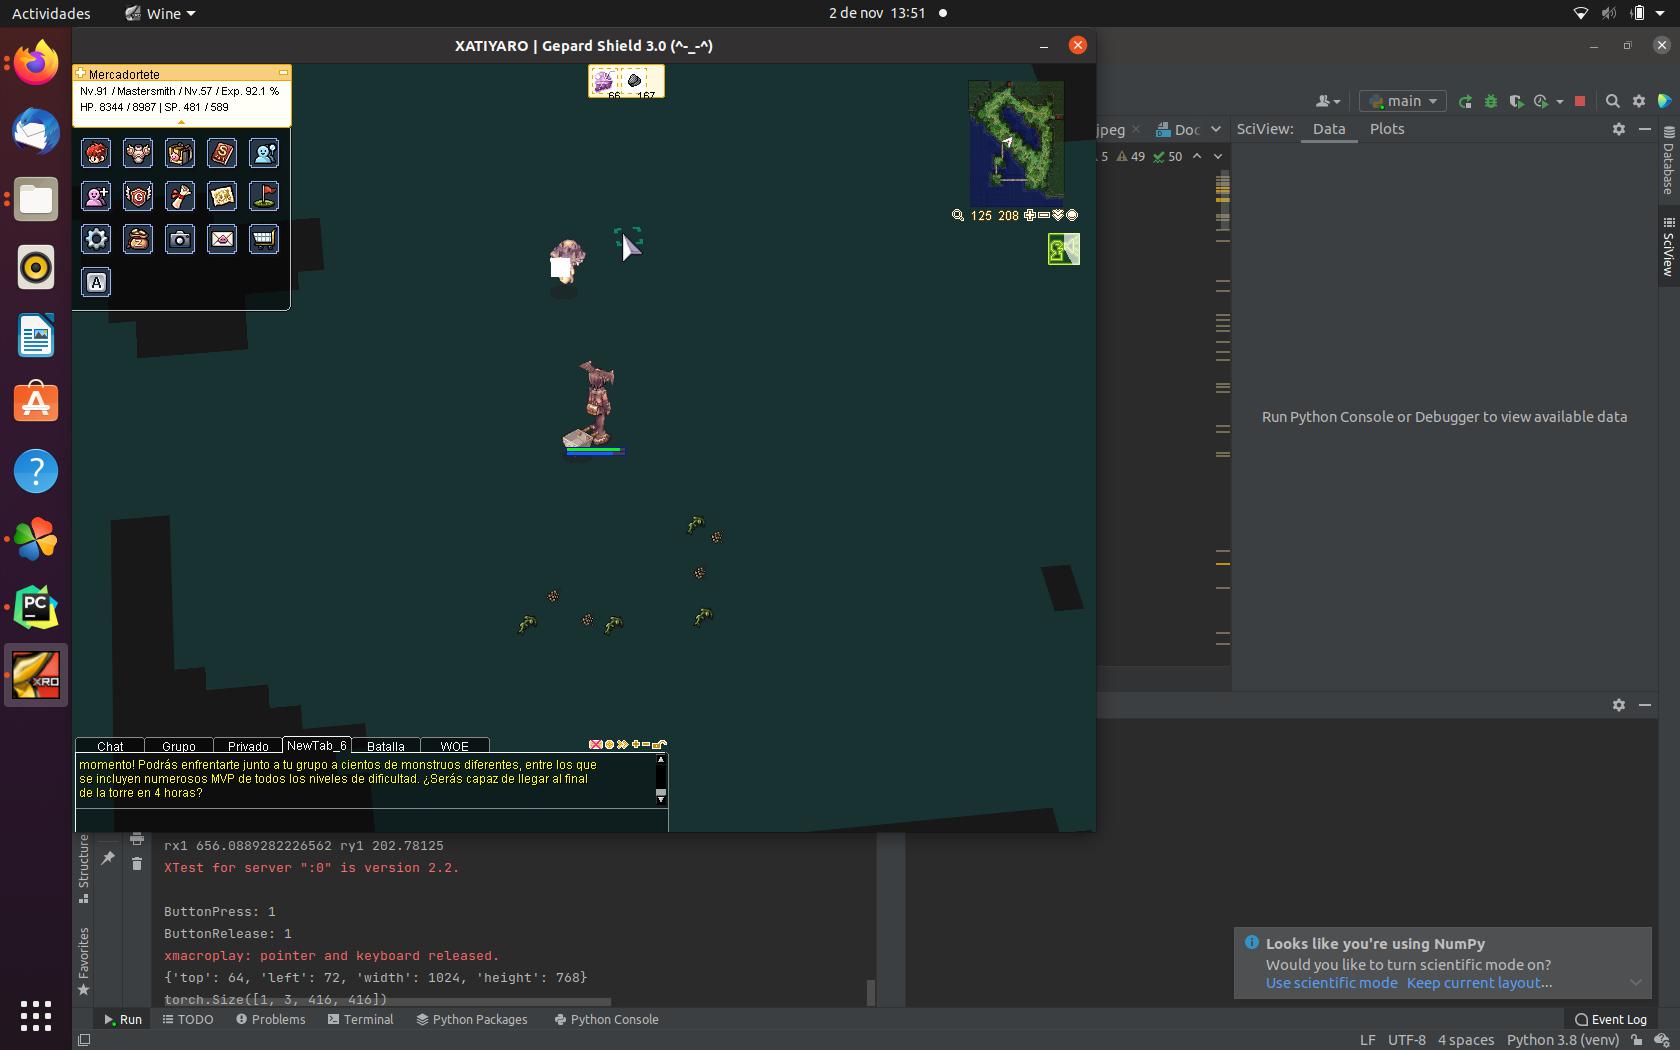 Actividades
Wine
2 de nov 13:51
XATIYARO | Gepard Shield 3.0 (^-_-^)
Mercadortete
Nv.91 / Mastersmith / Nv.57 / Exp. 92.1 %
HP. 8344 / 8987 | SP. 481 / 589
66
167
125 208
A
XRO
PC
jpeg
Doc
main
SciView:
Data
Plots
5
49
50
Database
SciView
Run Python Console or Debugger to view available data
Chat
Grupo
Privado
NewTab_6
Batalla
WOE
momento! Podrás enfrentarte junto a tu grupo a cientos de monstruos diferentes, entre los que
se incluyen numerosos MVP de todos los niveles de dificultad. ¿Serás capaz de llegar al final
de la torre en 4 horas?
Structure
Favorites
rx1 656.0889282226562 ry1 202.78125
XTest for server ":0" is version 2.2.
ButtonPress: 1
ButtonRelease: 1
xmacroplay: pointer and keyboard released.
{'top': 64, 'left': 72, 'width': 1024, 'height': 768}
torch.Size([1, 3, 416, 416])
Looks like you're using NumPy
Would you like to turn scientific mode on?
Use scientific mode
Keep current layout...
Run
TODO
Problems
Terminal
Python Packages
Python Console
Event Log
LF
UTF-8
4 spaces
Python 3.8 (venv)